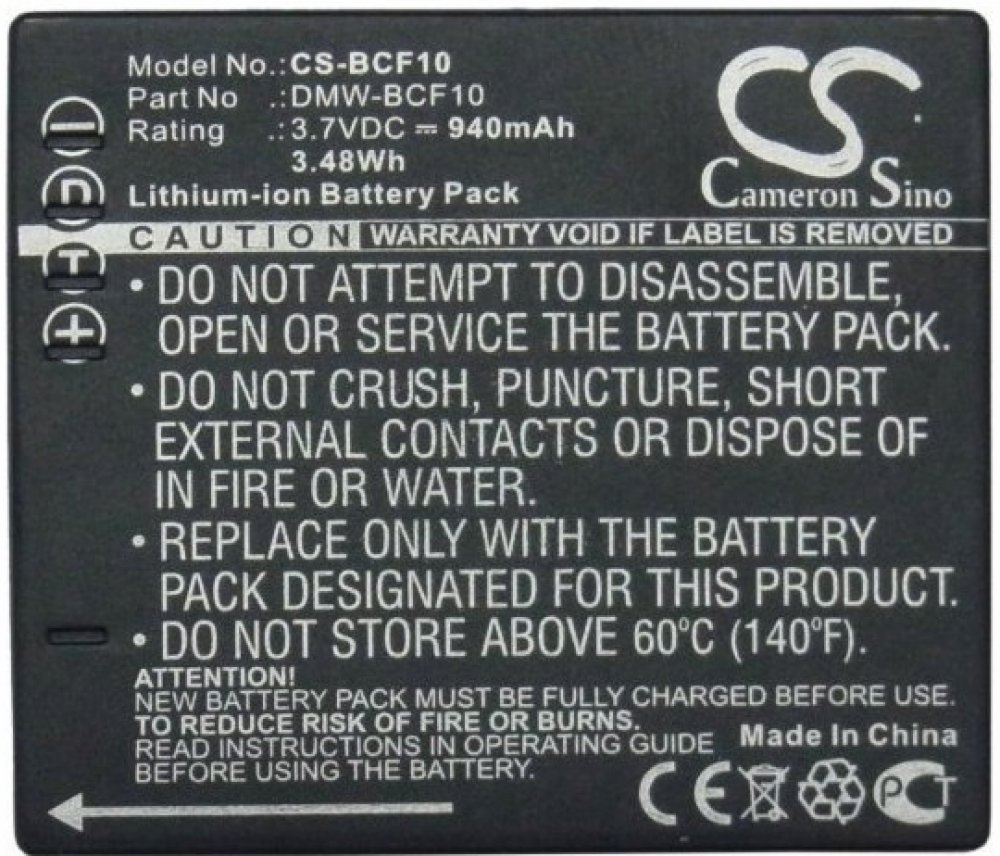 Model No.:CS-BCF10
Part No .:DMW-BCF10
Rating .:3.7VDC ⎓ 940mAh
3.48Wh
Lithium-ion Battery Pack
CS
Cameron Sino
CAUTION WARRANTY VOID IF LABEL IS REMOVED
• DO NOT ATTEMPT TO DISASSEMBLE,
OPEN OR SERVICE THE BATTERY PACK.
• DO NOT CRUSH, PUNCTURE, SHORT
EXTERNAL CONTACTS OR DISPOSE OF
IN FIRE OR WATER.
• REPLACE ONLY WITH THE BATTERY
PACK DESIGNATED FOR THIS PRODUCT.
• DO NOT STORE ABOVE 60°C (140°F).
ATTENTION!
NEW BATTERY PACK MUST BE FULLY CHARGED BEFORE USE.
TO REDUCE RISK OF FIRE OR BURNS.
READ INSTRUCTIONS IN OPERATING GUIDE
BEFORE USING THE BATTERY.
Made In China
CE PCT
− D T +